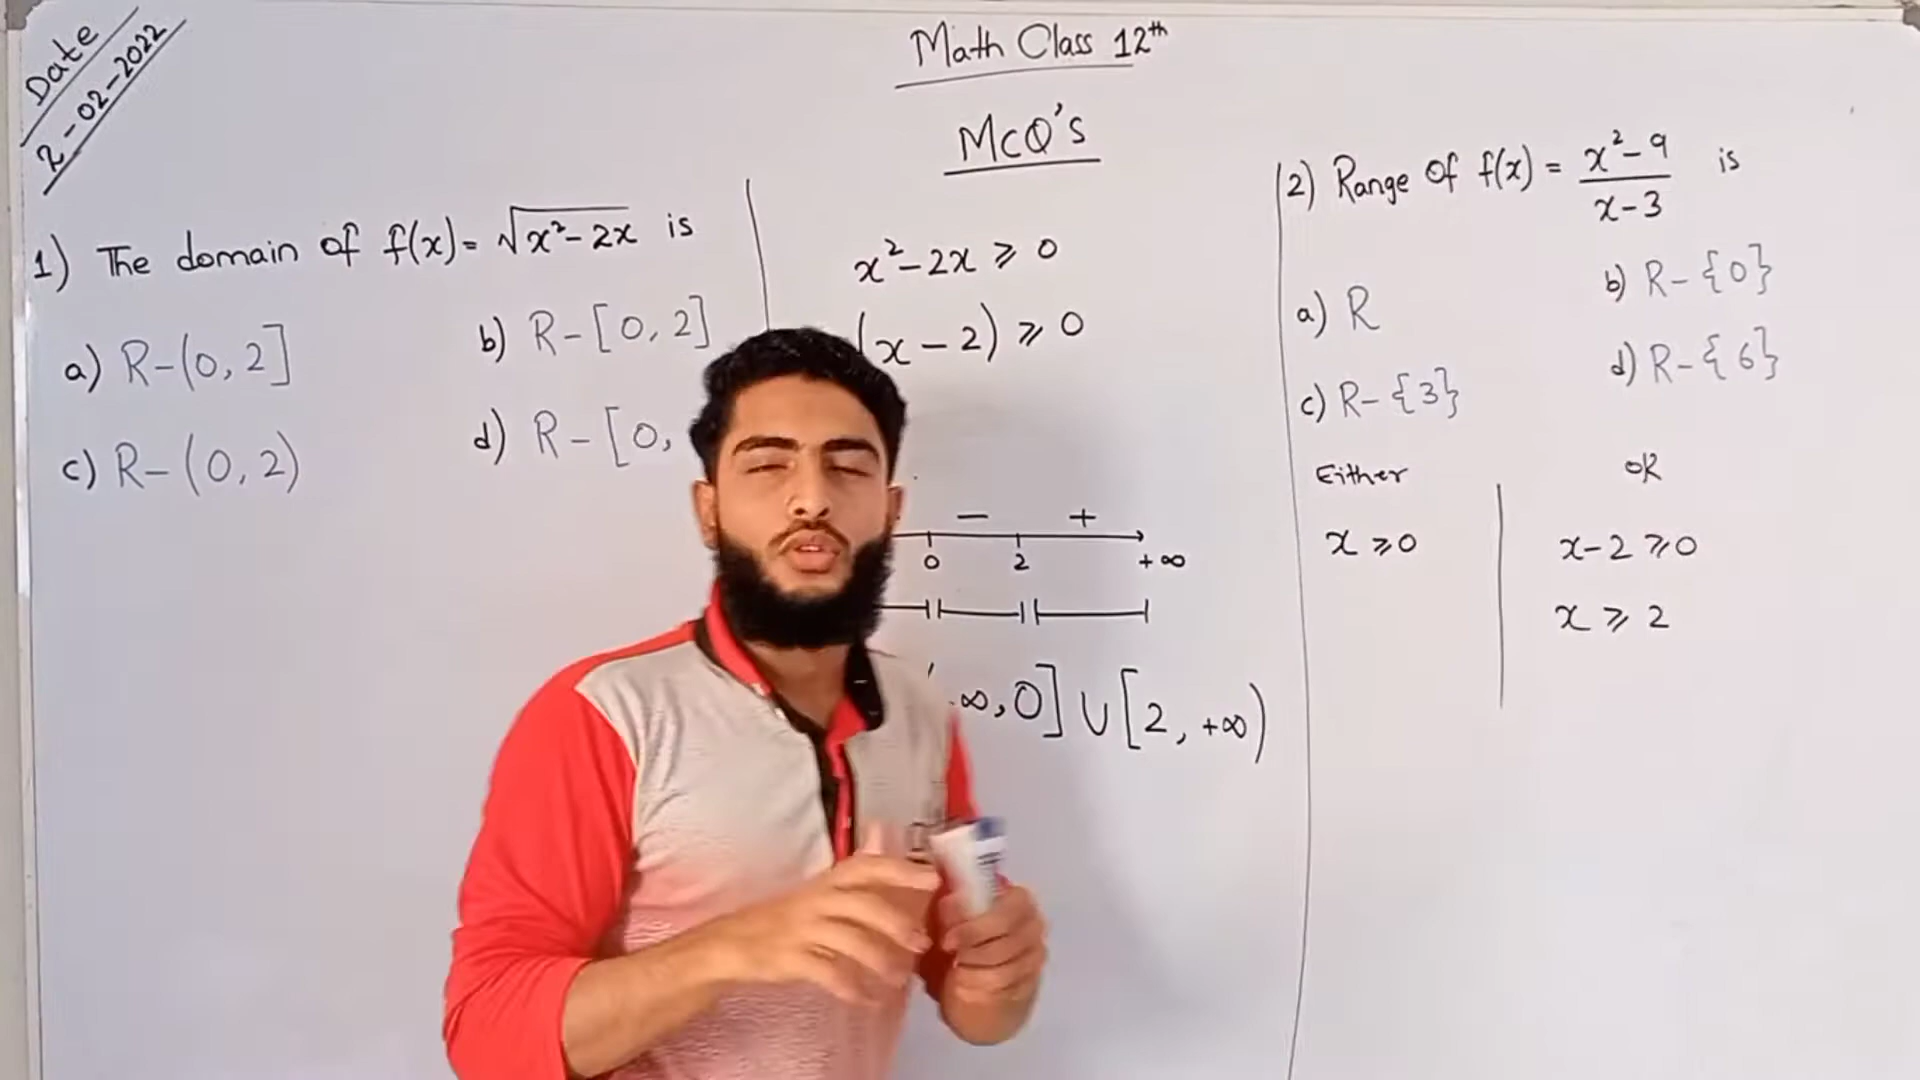 Date
2-02-2022
Math Class 12th
MCQ's
1) The domain of f(x)= √x²-2x is
a) R-(0, 2]
b) R-[0, 2]
c) R-(0, 2)
d) R-[0,
x²-2x ⩾ 0
(x-2) ⩾ 0
- +
0 2 +∞
∞, 0] ∪ [2, +∞)
2) Range of f(x) = x²-9 / x-3 is
a) R
b) R-{0}
c) R-{3}
d) R-{6}
Either OR
x ⩾ 0
x-2 ⩾ 0
x ⩾ 2